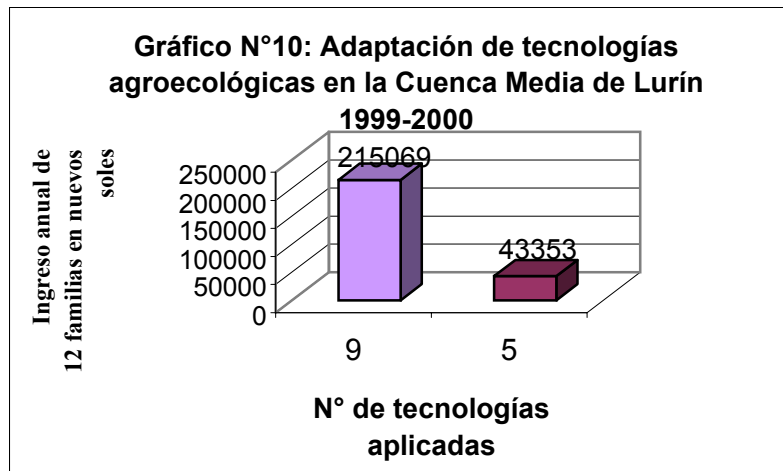 Gráfico N°10: Adaptación de tecnologías
agroecológicas en la Cuenca Media de Lurín
1999-2000
Ingreso anual de
12 familias en nuevos
soles
250000
200000
150000
100000
50000
0
215069
43353
9
5
N° de tecnologías
aplicadas